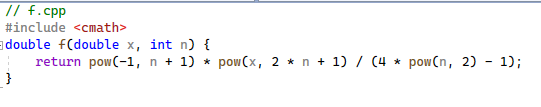 // f.cpp
#include <cmath>
double f(double x, int n) {
    return pow(-1, n + 1) * pow(x, 2 * n + 1) / (4 * pow(n, 2) - 1);
}